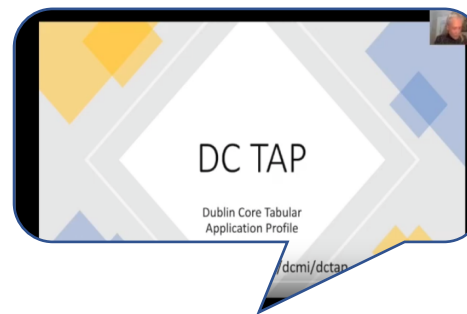 DC TAP
Dublin Core Tabular
Application Profile
/dcmi/dctap